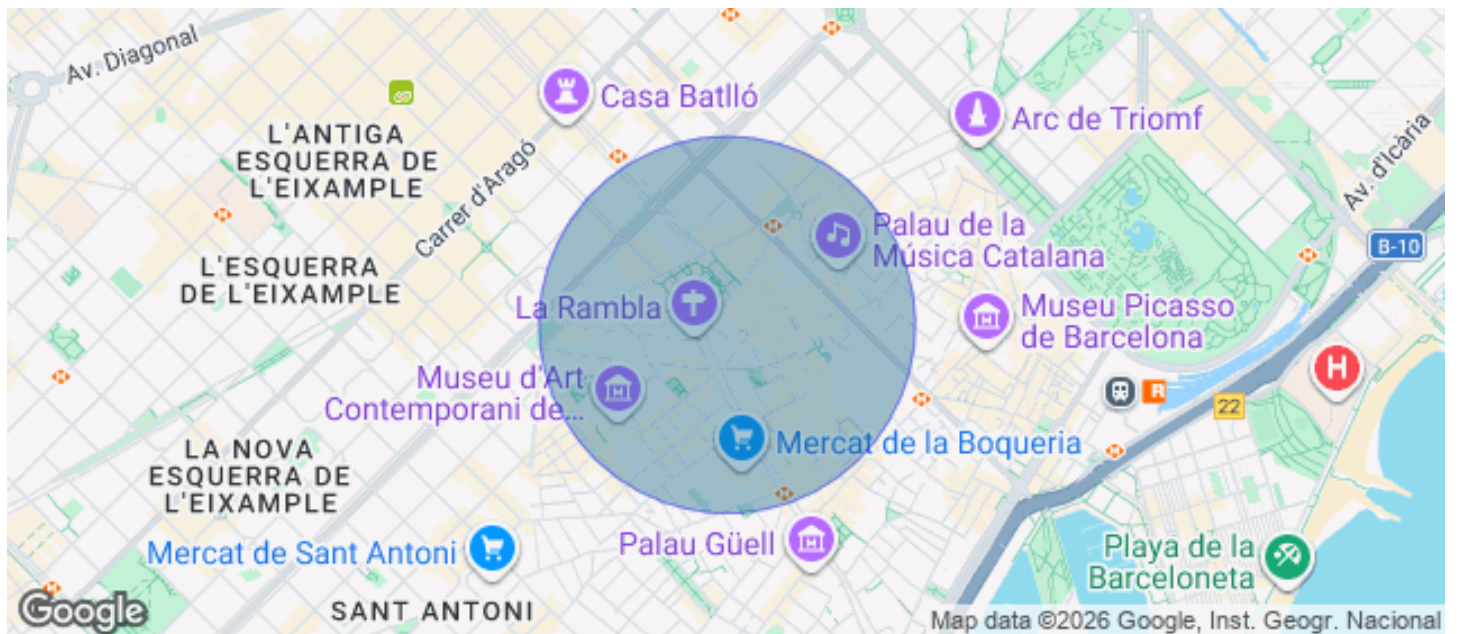 Av. Diagonal
Casa Batlló
Arc de Triomf
L'ANTIGA
ESQUERRA DE
L'EIXAMPLE
Carrer d'Aragó
Av. d'Icària
B-10
Palau de la
Música Catalana
L'ESQUERRA
DE L'EIXAMPLE
La Rambla
Museu Picasso
de Barcelona
H
Museu d'Art
Contemporani de...
R
22
LA NOVA
ESQUERRA DE
L'EIXAMPLE
Mercat de la Boqueria
Mercat de Sant Antoni
Palau Güell
Playa de la
Barceloneta
SANT ANTONI
Google
Map data ©2026 Google, Inst. Geogr. Nacional